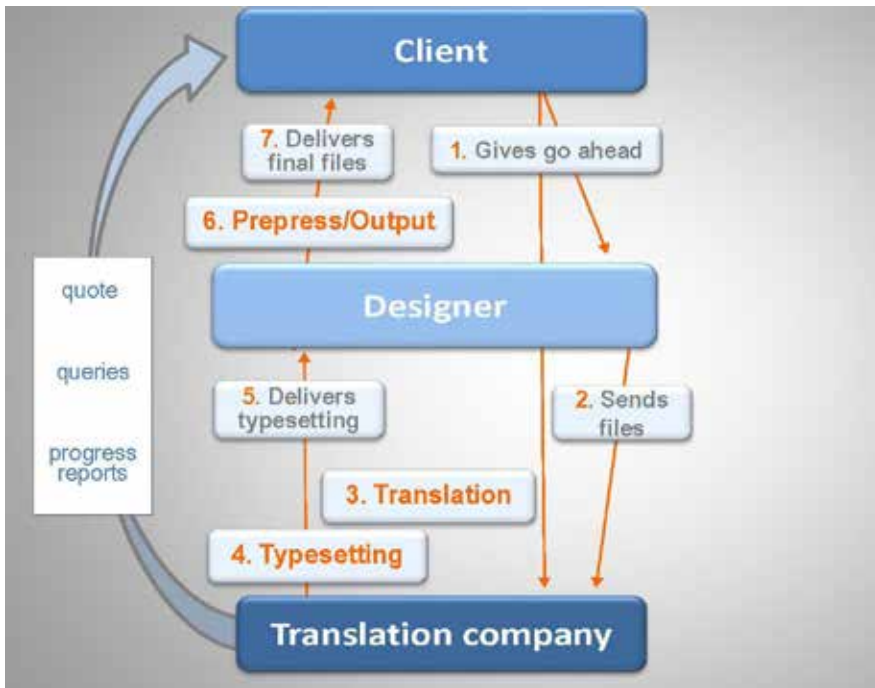 Client
7. Delivers
final files
1. Gives go ahead
6. Prepress/Output
quote
Designer
queries
5. Delivers
typesetting
2. Sends
files
progress
reports
3. Translation
4. Typesetting
Translation company